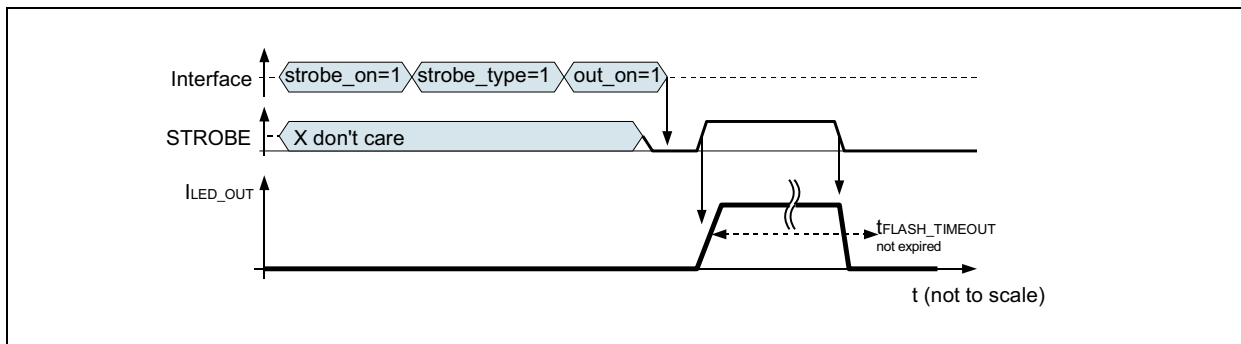 Interface
strobe_on=1 strobe_type=1 out_on=1
STROBE
X don't care
ILED_OUT
tFLASH_TIMEOUT
not expired
t (not to scale)